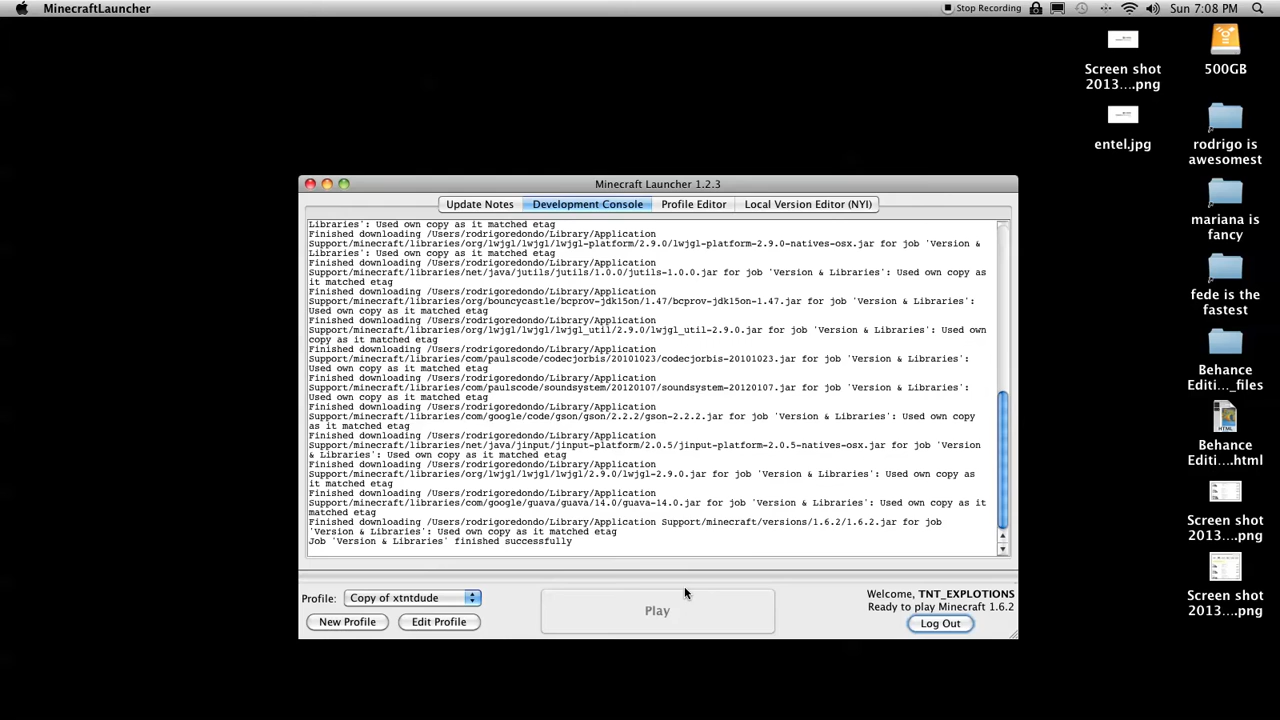 MinecraftLauncher
Stop Recording
Sun 7:08 PM
Screen shot
2013....png
500GB
entel.jpg
rodrigo is
awesomest
mariana is
fancy
fede is the
fastest
Behance
Editi..._files
Behance
Editi....html
Screen shot
2013....png
Screen shot
2013....png
Minecraft Launcher 1.2.3
Update Notes
Development Console
Profile Editor
Local Version Editor (NYI)
Libraries': Used own copy as it matched etag
Finished downloading /Users/rodrigoredondo/Library/Application
Support/minecraft/libraries/org/lwjgl/lwjgl/lwjgl-platform/2.9.0/lwjgl-platform-2.9.0-natives-osx.jar for job 'Version &
Libraries': Used own copy as it matched etag
Finished downloading /Users/rodrigoredondo/Library/Application
Support/minecraft/libraries/net/java/jutils/jutils/1.0.0/jutils-1.0.0.jar for job 'Version & Libraries': Used own copy as
it matched etag
Finished downloading /Users/rodrigoredondo/Library/Application
Support/minecraft/libraries/org/bouncycastle/bcprov-jdk15on/1.47/bcprov-jdk15on-1.47.jar for job 'Version & Libraries':
Used own copy as it matched etag
Finished downloading /Users/rodrigoredondo/Library/Application
Support/minecraft/libraries/org/lwjgl/lwjgl/lwjgl_util/2.9.0/lwjgl_util-2.9.0.jar for job 'Version & Libraries': Used own
copy as it matched etag
Finished downloading /Users/rodrigoredondo/Library/Application
Support/minecraft/libraries/com/paulscode/codecjorbis/20101023/codecjorbis-20101023.jar for job 'Version & Libraries':
Used own copy as it matched etag
Finished downloading /Users/rodrigoredondo/Library/Application
Support/minecraft/libraries/com/paulscode/soundsystem/20120107/soundsystem-20120107.jar for job 'Version & Libraries':
Used own copy as it matched etag
Finished downloading /Users/rodrigoredondo/Library/Application
Support/minecraft/libraries/com/google/code/gson/gson/2.2.2/gson-2.2.2.jar for job 'Version & Libraries': Used own copy
as it matched etag
Finished downloading /Users/rodrigoredondo/Library/Application
Support/minecraft/libraries/net/java/jinput/jinput-platform/2.0.5/jinput-platform-2.0.5-natives-osx.jar for job 'Version
& Libraries': Used own copy as it matched etag
Finished downloading /Users/rodrigoredondo/Library/Application
Support/minecraft/libraries/org/lwjgl/lwjgl/lwjgl/2.9.0/lwjgl-2.9.0.jar for job 'Version & Libraries': Used own copy as
it matched etag
Finished downloading /Users/rodrigoredondo/Library/Application
Support/minecraft/libraries/com/google/guava/guava/14.0/guava-14.0.jar for job 'Version & Libraries': Used own copy as it
matched etag
Finished downloading /Users/rodrigoredondo/Library/Application Support/minecraft/versions/1.6.2/1.6.2.jar for job
'Version & Libraries': Used own copy as it matched etag
Job 'Version & Libraries' finished successfully
Profile:
Copy of xtntdude
New Profile
Edit Profile
Play
Welcome, TNT_EXPLOTIONS
Ready to play Minecraft 1.6.2
Log Out